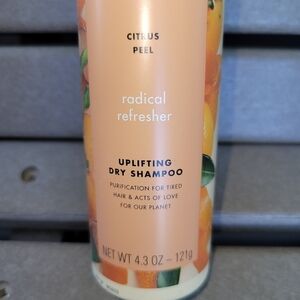 CITRUS
PEEL
radical
refresher
UPLIFTING
DRY SHAMPOO
PURIFICATION FOR TIRED
HAIR & ACTS OF LOVE
FOR OUR PLANET
NET WT 4.3 OZ – 121g